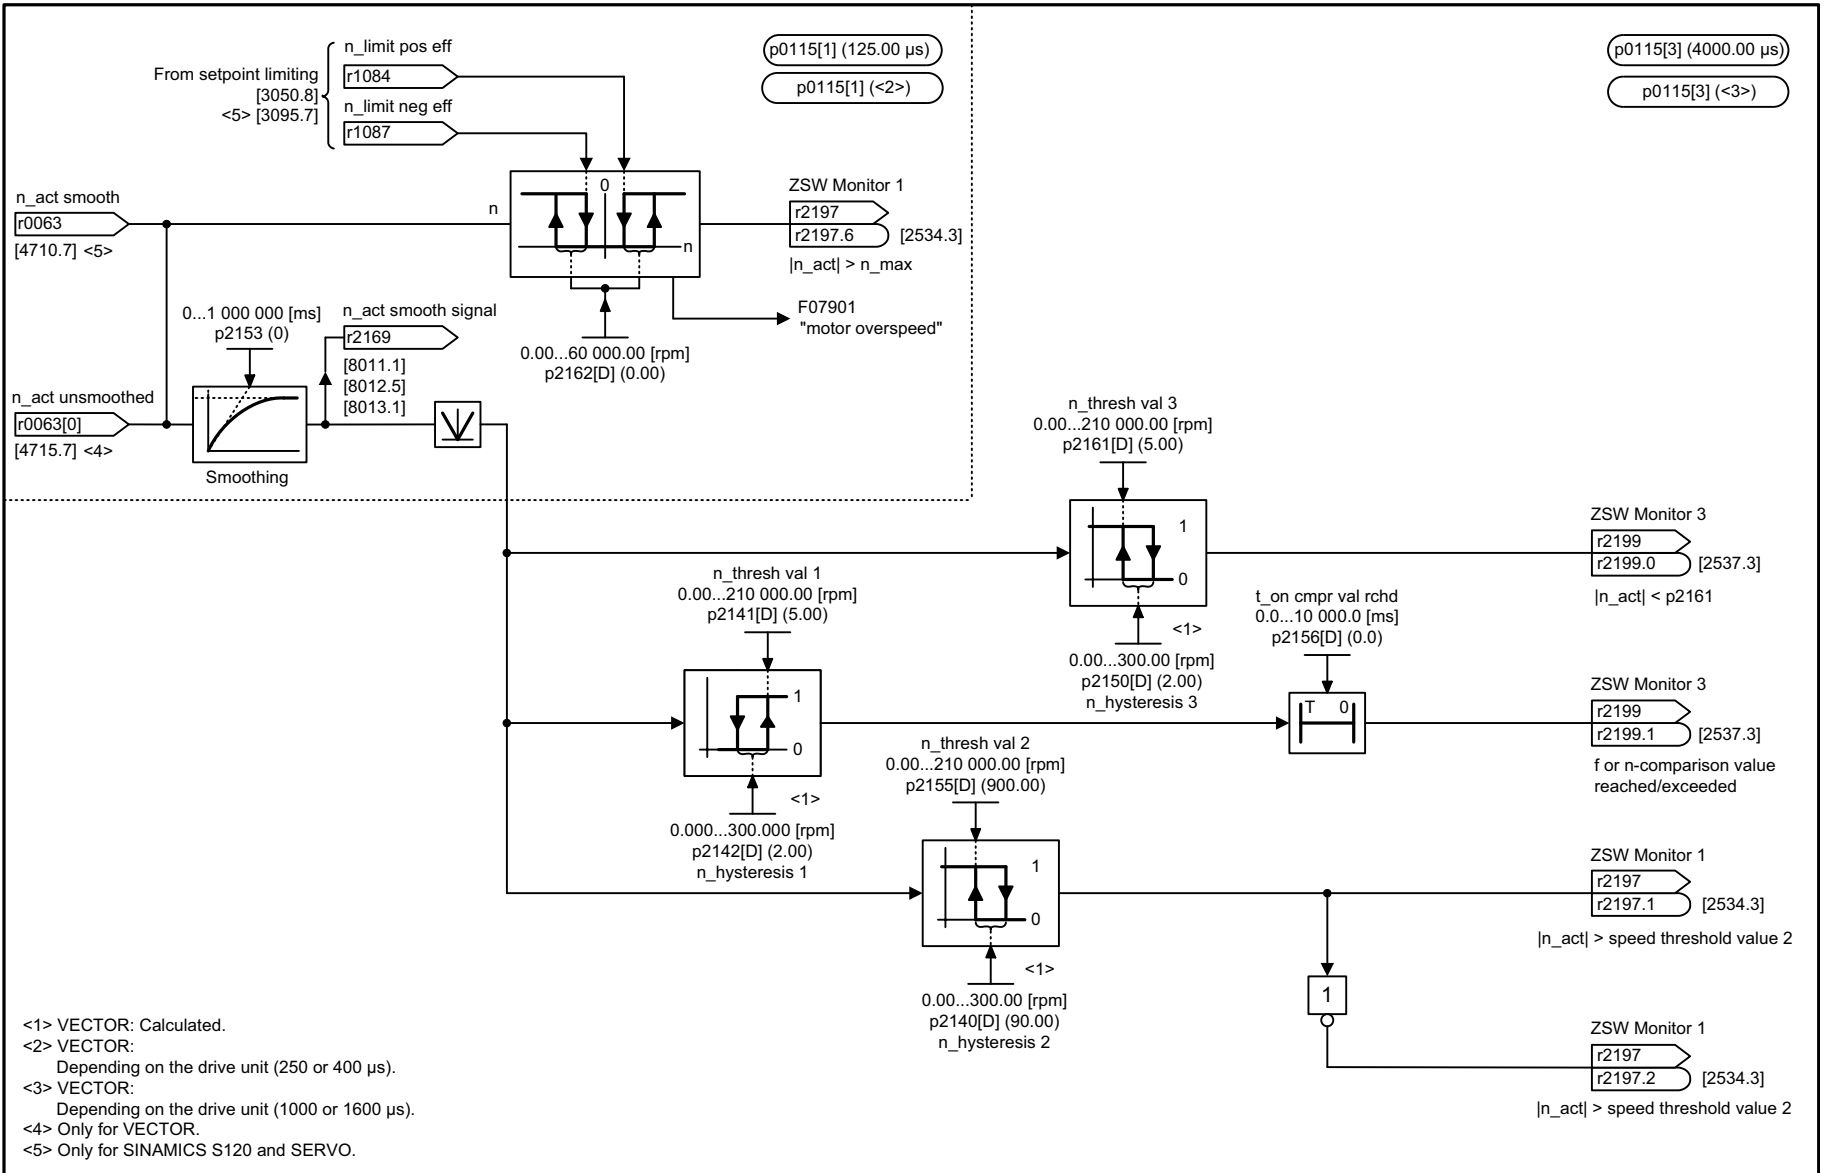 n_limit pos eff
From setpoint limiting
[3050.8]
<5> [3095.7]
r1084
n_limit neg eff
r1087
p0115[1] (125.00 µs)
p0115[1] (<2>)
p0115[3] (4000.00 µs)
p0115[3] (<3>)
n_act smooth
r0063
[4710.7] <5>
n
0
n
ZSW Monitor 1
r2197
r2197.6
[2534.3]
|n_act| > n_max
F07901
"motor overspeed"
0.00...60 000.00 [rpm]
p2162[D] (0.00)
0...1 000 000 [ms]
p2153 (0)
n_act smooth signal
r2169
[8011.1]
[8012.5]
[8013.1]
n_act unsmoothed
r0063[0]
[4715.7] <4>
Smoothing
n_thresh val 3
0.00...210 000.00 [rpm]
p2161[D] (5.00)
1
0
<1>
0.00...300.00 [rpm]
p2150[D] (2.00)
n_hysteresis 3
ZSW Monitor 3
r2199
r2199.0
[2537.3]
|n_act| < p2161
n_thresh val 1
0.00...210 000.00 [rpm]
p2141[D] (5.00)
1
0
<1>
0.000...300.000 [rpm]
p2142[D] (2.00)
n_hysteresis 1
t_on cmpr val rchd
0.0...10 000.0 [ms]
p2156[D] (0.0)
T 0
ZSW Monitor 3
r2199
r2199.1
[2537.3]
f or n-comparison value
reached/exceeded
n_thresh val 2
0.00...210 000.00 [rpm]
p2155[D] (900.00)
1
0
<1>
0.00...300.00 [rpm]
p2140[D] (90.00)
n_hysteresis 2
ZSW Monitor 1
r2197
r2197.1
[2534.3]
|n_act| > speed threshold value 2
1
ZSW Monitor 1
r2197
r2197.2
[2534.3]
|n_act| > speed threshold value 2
<1> VECTOR: Calculated.
<2> VECTOR:
Depending on the drive unit (250 or 400 µs).
<3> VECTOR:
Depending on the drive unit (1000 or 1600 µs).
<4> Only for VECTOR.
<5> Only for SINAMICS S120 and SERVO.